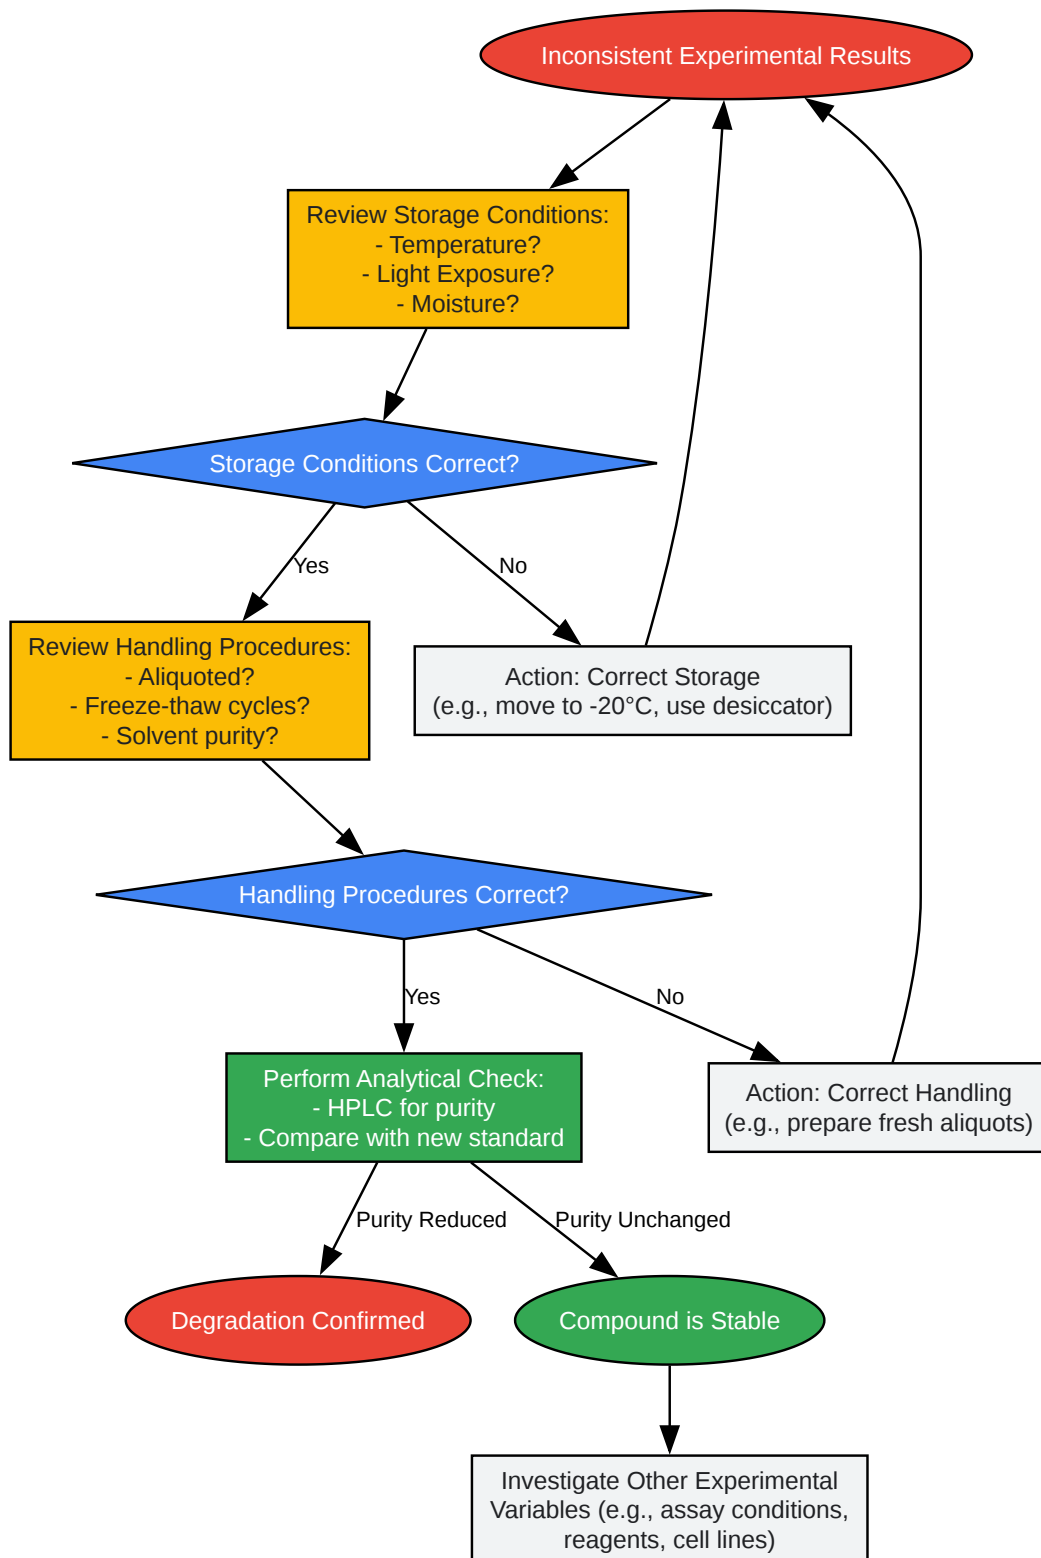 Inconsistent Experimental Results
Review Storage Conditions:
- Temperature?
- Light Exposure?
- Moisture?
Storage Conditions Correct?
Yes
No
Review Handling Procedures:
- Aliquoted?
- Freeze-thaw cycles?
- Solvent purity?
Action: Correct Storage
(e.g., move to -20°C, use desiccator)
Handling Procedures Correct?
Yes
No
Perform Analytical Check:
- HPLC for purity
- Compare with new standard
Action: Correct Handling
(e.g., prepare fresh aliquots)
Purity Reduced
Purity Unchanged
Degradation Confirmed
Compound is Stable
Investigate Other Experimental
Variables (e.g., assay conditions,
reagents, cell lines)